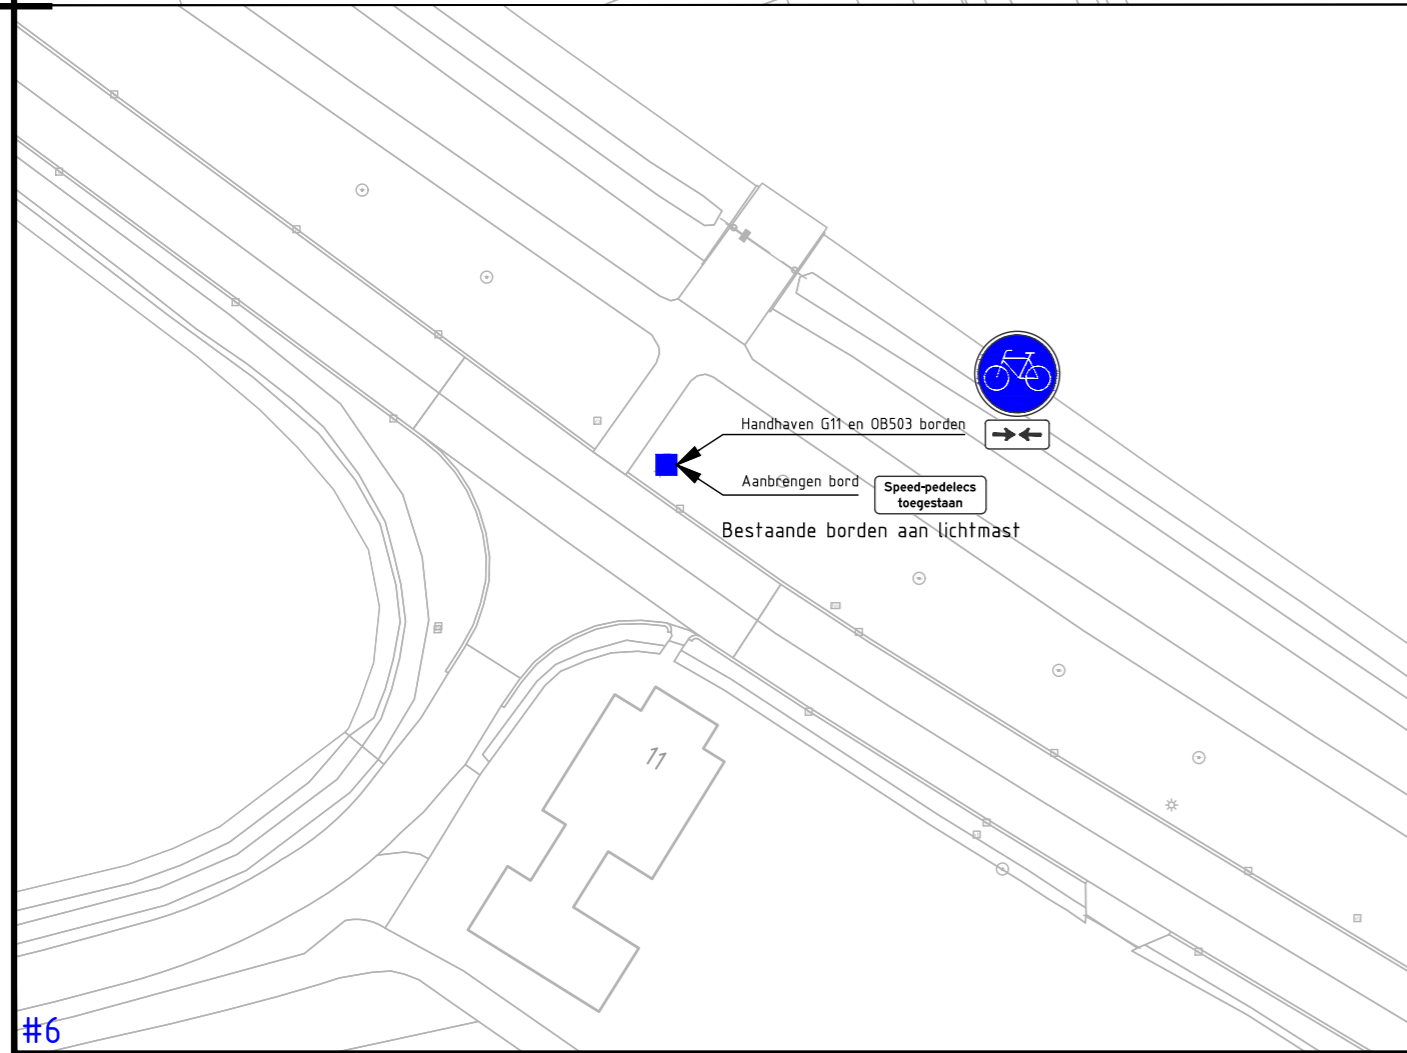 Handhaven G11 en OB503 borden
Aanbrengen bord
Speed-pedelecs
toegestaan
Bestaande borden aan lichtmast
11
#6